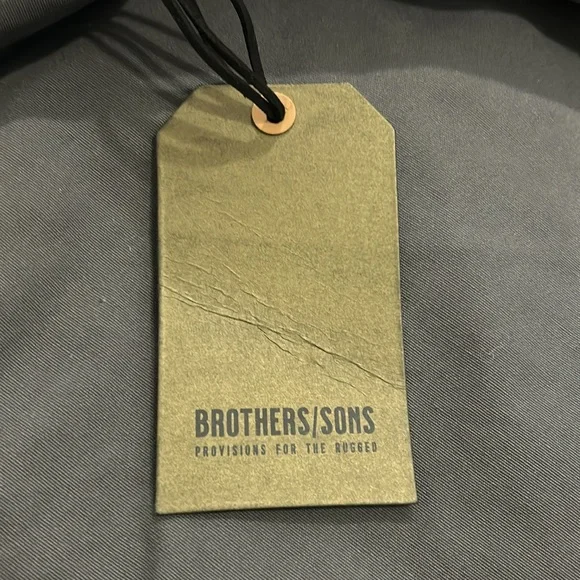 BROTHERS/SONS
PROVISIONS FOR THE RUGGED